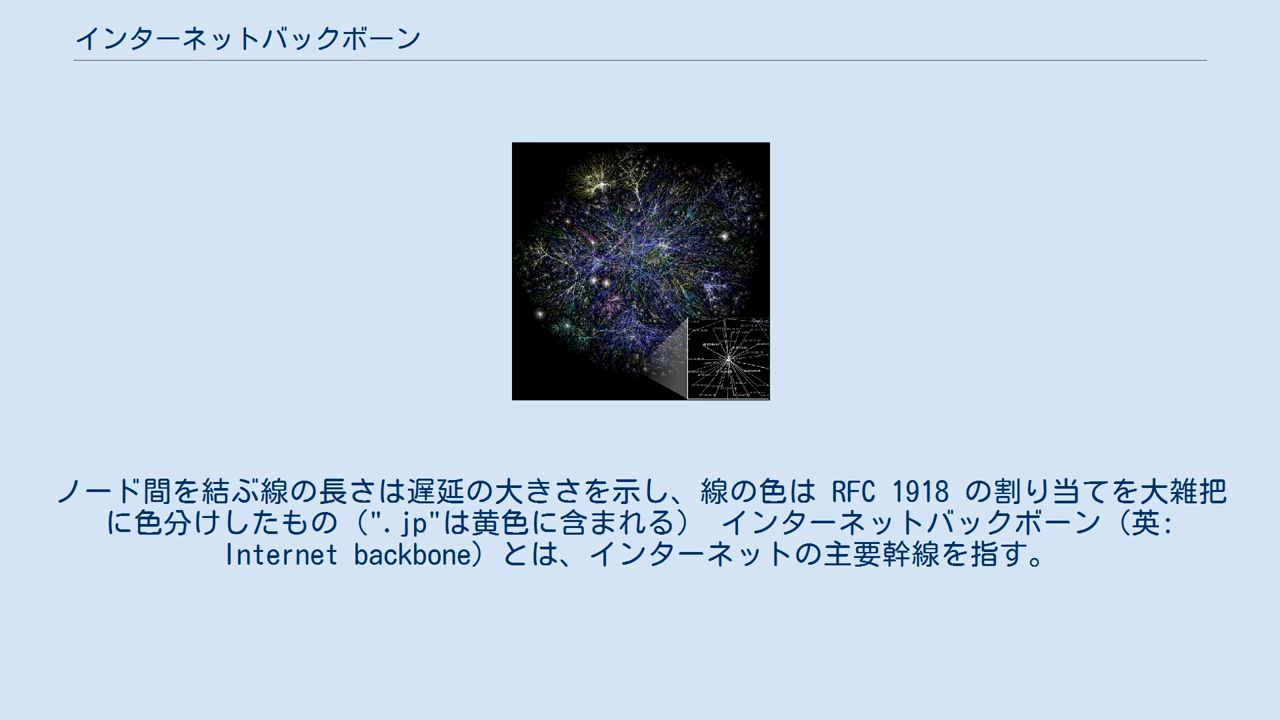 インターネットバックボーン
ノード間を結ぶ線の長さは遅延の大きさを示し、線の色は RFC 1918 の割り当てを大雑把
に色分けしたもの（".jp"は黄色に含まれる） インターネットバックボーン（英:
Internet backbone）とは、インターネットの主要幹線を指す。